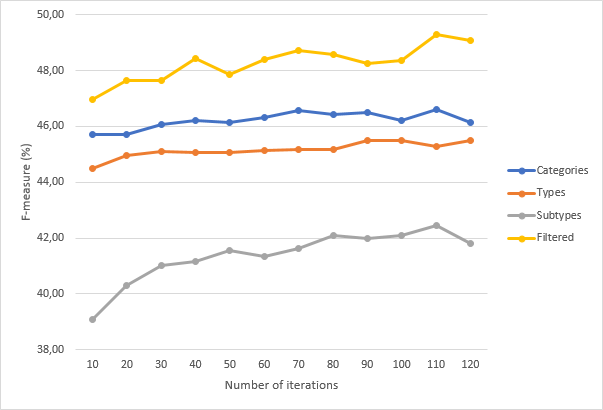 50,00
48,00
46,00
44,00
42,00
40,00
38,00
F-measure (%)
10 20 30 40 50 60 70 80 90 100 110 120
Number of iterations
Categories
Types
Subtypes
Filtered